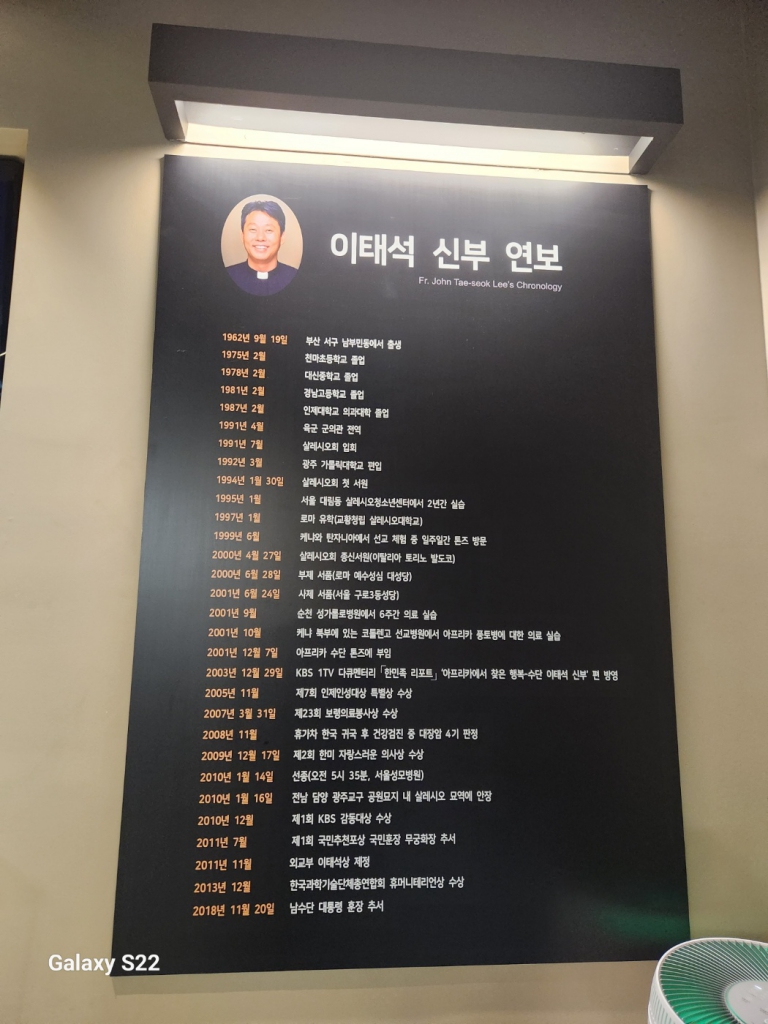 이태석 신부 연보
Fr. John Tae-seok Lee's Chronology
1962년 9월 19일 부산 서구 남부민동에서 출생
1975년 2월 천마초등학교 졸업
1978년 2월 대신중학교 졸업
1981년 2월 경남고등학교 졸업
1987년 2월 인제대학교 의과대학 졸업
1991년 4월 육군 군의관 전역
1991년 7월 살레시오회 입회
1992년 3월 광주 가톨릭대학교 편입
1994년 1월 30일 살레시오회 첫 서원
1995년 1월 서울 대림동 살레시오청소년센터에서 2년간 실습
1997년 1월 로마 유학(교황청립 살레시오대학교)
1999년 6월 케냐와 탄자니아에서 선교 체험 중 일주일간 톤즈 방문
2000년 4월 27일 살레시오회 종신서원(이탈리아 토리노 발도코)
2000년 6월 28일 부제 서품(로마 예수성심 대성당)
2001년 6월 24일 사제 서품(서울 구로3동성당)
2001년 9월 순천 성가롤로병원에서 6주간 의료 실습
2001년 10월 케냐 북부에 있는 코톨렝고 선교병원에서 아프리카 풍토병에 대한 의료 실습
2001년 12월 7일 아프리카 수단 톤즈에 부임
2003년 12월 29일 KBS 1TV 다큐멘터리 「한민족 리포트」 '아프리카에서 찾은 행복-수단 이태석 신부' 편 방영
2005년 11월 제7회 인제인성대상 특별상 수상
2007년 3월 31일 제23회 보령의료봉사상 수상
2008년 11월 휴가차 한국 귀국 후 건강검진 중 대장암 4기 판정
2009년 12월 17일 제2회 한미 자랑스러운 의사상 수상
2010년 1월 14일 선종(오전 5시 35분, 서울성모병원)
2010년 1월 16일 전남 담양 광주교구 공원묘지 내 살레시오 묘역에 안장
2010년 12월 제1회 KBS 감동대상 수상
2011년 7월 제1회 국민추천포상 국민훈장 무궁화장 추서
2011년 11월 외교부 이태석상 제정
2013년 12월 한국과학기술단체총연합회 휴머니테리언상 수상
2018년 11월 20일 남수단 대통령 훈장 추서
Galaxy S22